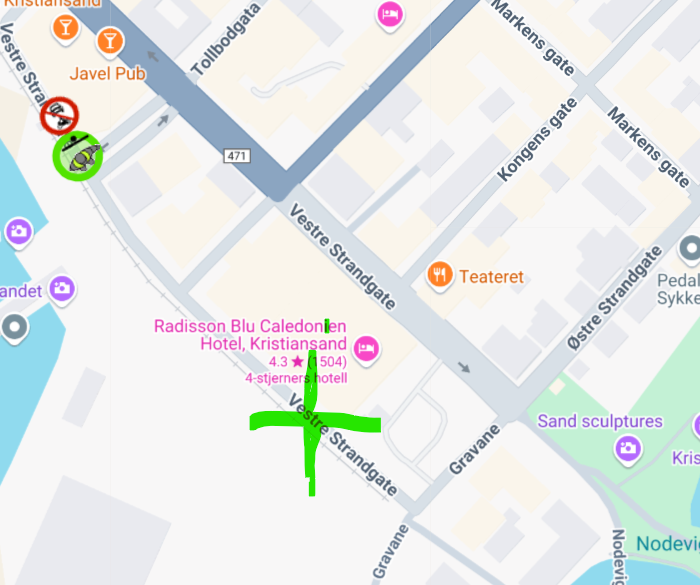 Kristiansand
Vestre Stra
Tollbodgata
Javel Pub
Markens gate
Kongens gate
Markens gate
471
Vestre Strandgate
Teateret
Østre Strandgate
Pedal
Sykke
andet
Radisson Blu Caledonien
Hotel, Kristiansand
4.3 ★ (1504)
4-stjerners hotell
Vestre Strandgate
Sand sculptures
Gravane
Kris
Gravane
Nodevig
Nodevi